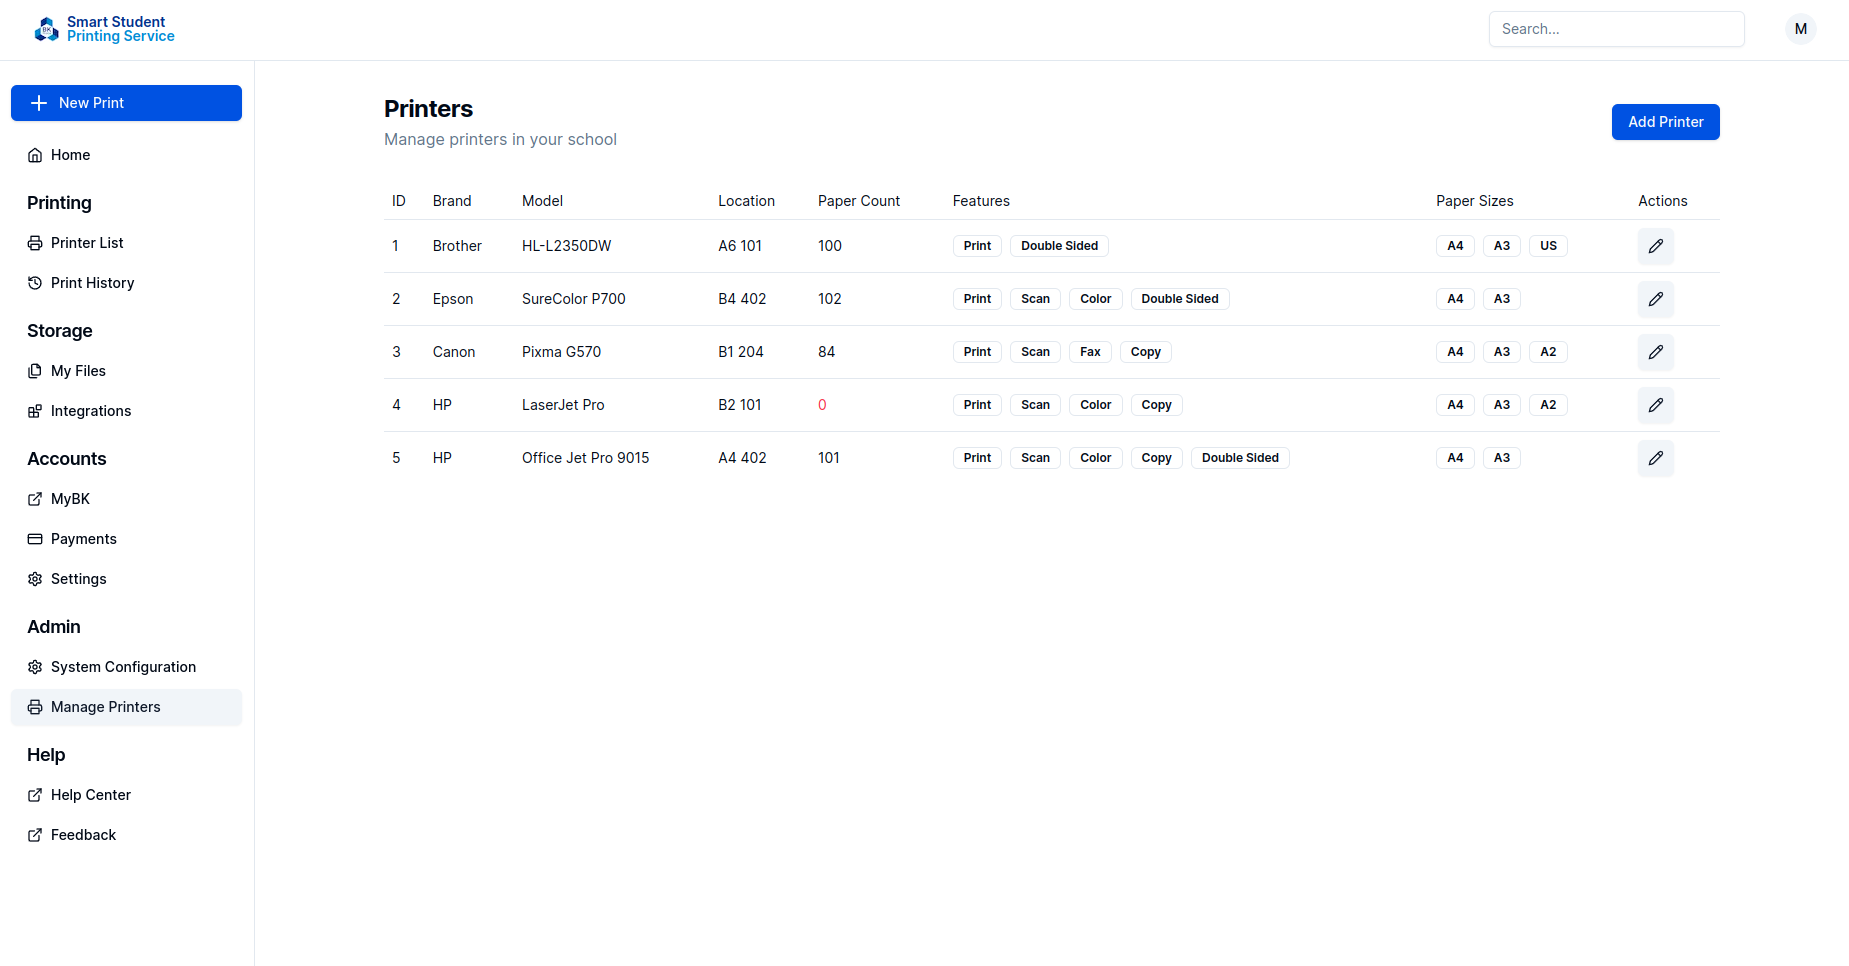 Smart Student
Printing Service
Search...
M
New Print
Home
Printing
Printer List
Print History
Storage
My Files
Integrations
Accounts
MyBK
Payments
Settings
Admin
System Configuration
Manage Printers
Help
Help Center
Feedback
Printers
Manage printers in your school
Add Printer
ID Brand Model Location Paper Count Features Paper Sizes Actions
1 Brother HL-L2350DW A6 101 100 Print Double Sided A4 A3 US
2 Epson SureColor P700 B4 402 102 Print Scan Color Double Sided A4 A3
3 Canon Pixma G570 B1 204 84 Print Scan Fax Copy A4 A3 A2
4 HP LaserJet Pro B2 101 0 Print Scan Color Copy A4 A3 A2
5 HP Office Jet Pro 9015 A4 402 101 Print Scan Color Copy Double Sided A4 A3